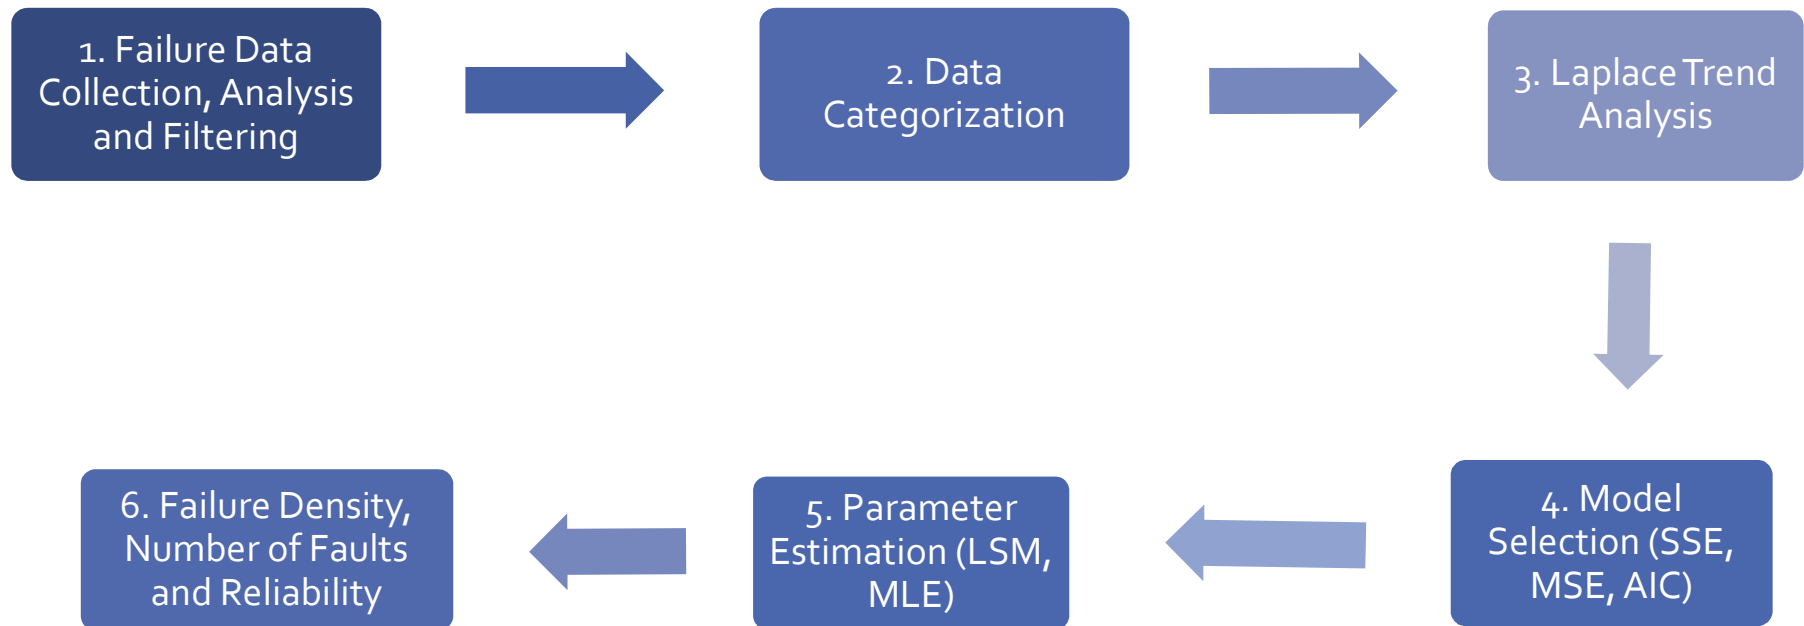 1. Failure Data
Collection, Analysis
and Filtering
2. Data
Categorization
3. Laplace Trend
Analysis
4. Model
Selection (SSE,
MSE, AIC)
5. Parameter
Estimation (LSM,
MLE)
6. Failure Density,
Number of Faults
and Reliability